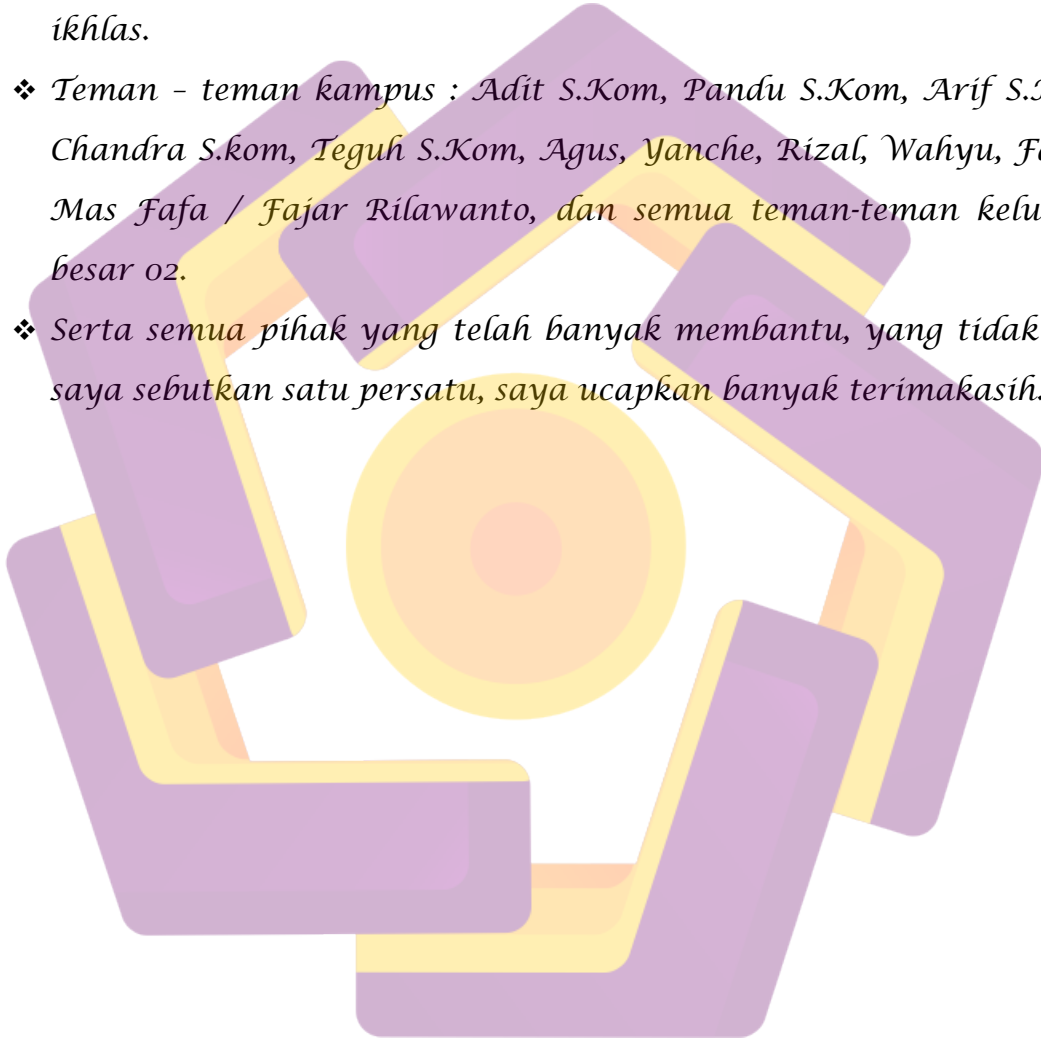 ikhlas.
❖ Teman – teman kampus : Adit S.Kom, Pandu S.Kom, Arif
Chandra S.kom, Teguh S.Kom, Agus, Yanche, Rizal, Wahyu,
Mas Fafa / Fajar Rilawanto, dan semua teman-teman
besar 02.
❖ Serta semua pihak yang telah banyak membantu, yang tidak
saya sebutkan satu persatu, saya ucapkan banyak terimakasih.